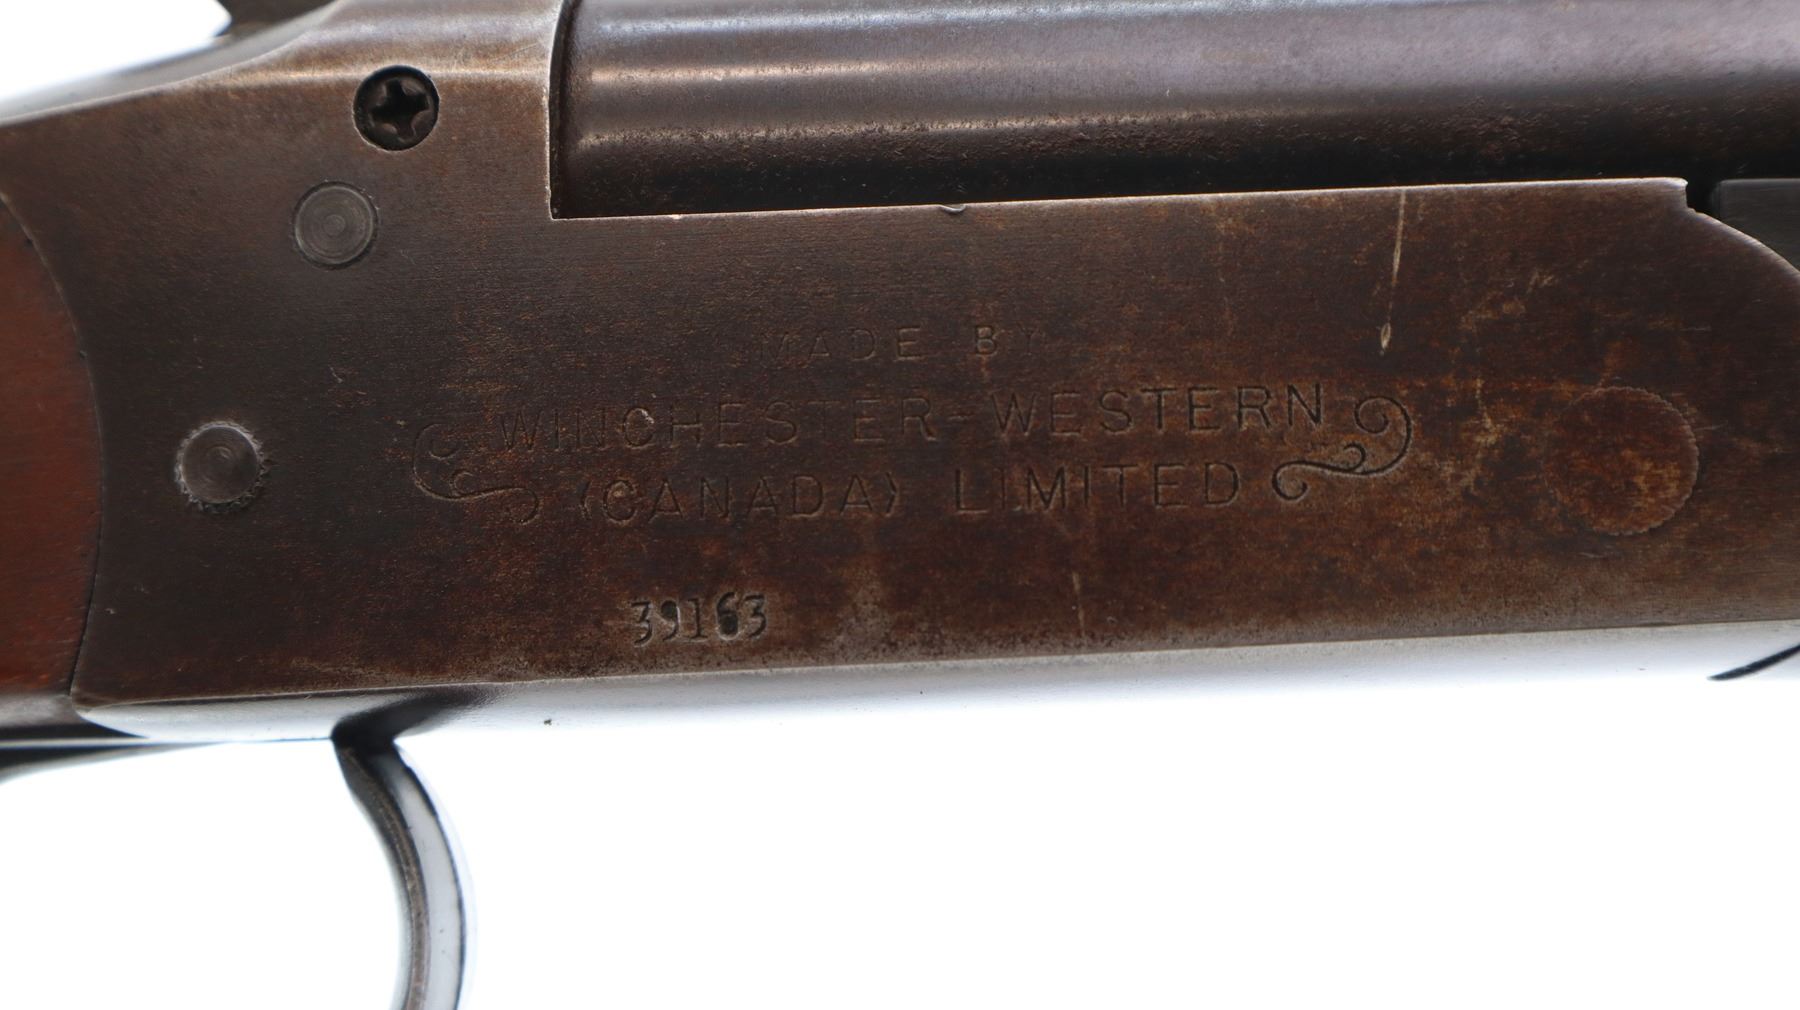 MADE BY
WINCHESTER-WESTERN
(CANADA) LIMITED
39163